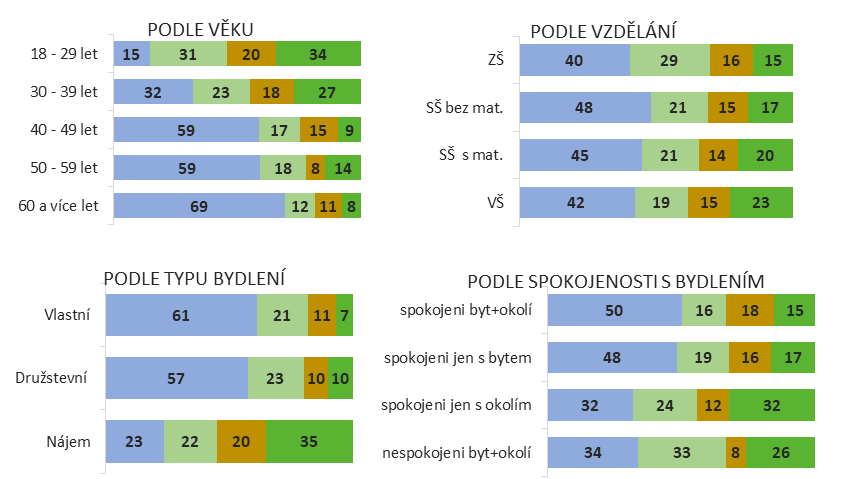 PODLE VĚKU
18 - 29 let 15 31 20 34
30 - 39 let 32 23 18 27
40 - 49 let 59 17 15 9
50 - 59 let 59 18 8 14
60 a více let 69 12 11 8
PODLE VZDĚLÁNÍ
ZŠ 40 29 16 15
SŠ bez mat. 48 21 15 17
SŠ s mat. 45 21 14 20
VŠ 42 19 15 23
PODLE TYPU BYDLENÍ
Vlastní 61 21 11 7
Družstevní 57 23 10 10
Nájem 23 22 20 35
PODLE SPOKOJENOSTI S BYDLENÍM
spokojeni byt+okolí 50 16 18 15
spokojeni jen s bytem 48 19 16 17
spokojeni jen s okolím 32 24 12 32
nespokojeni byt+okolí 34 33 8 26